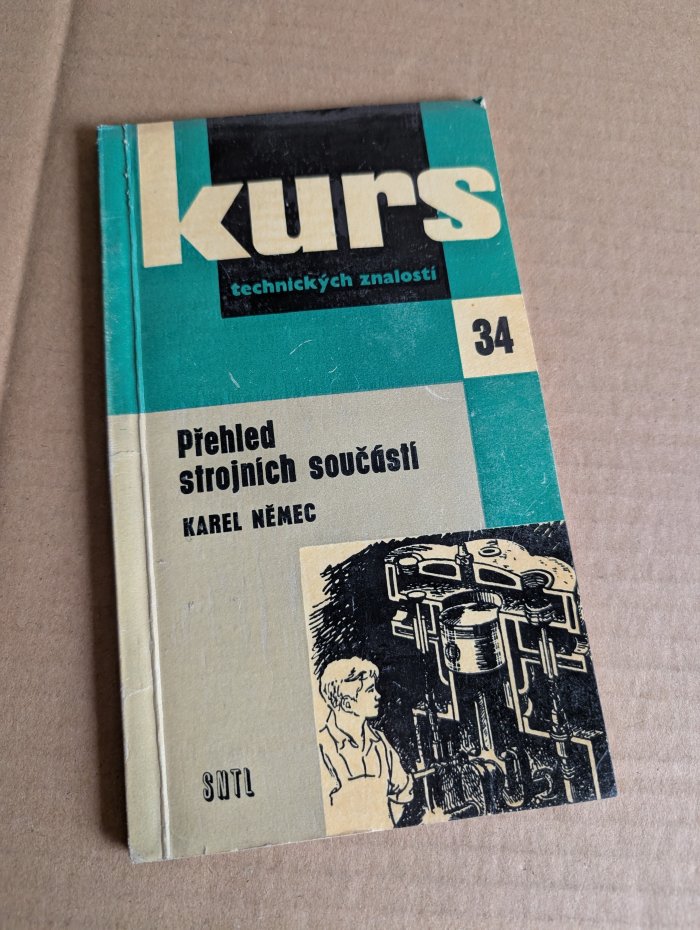 kurs
technických znalostí
34
Přehled
strojních součástí
KAREL NĚMEC
SNTL